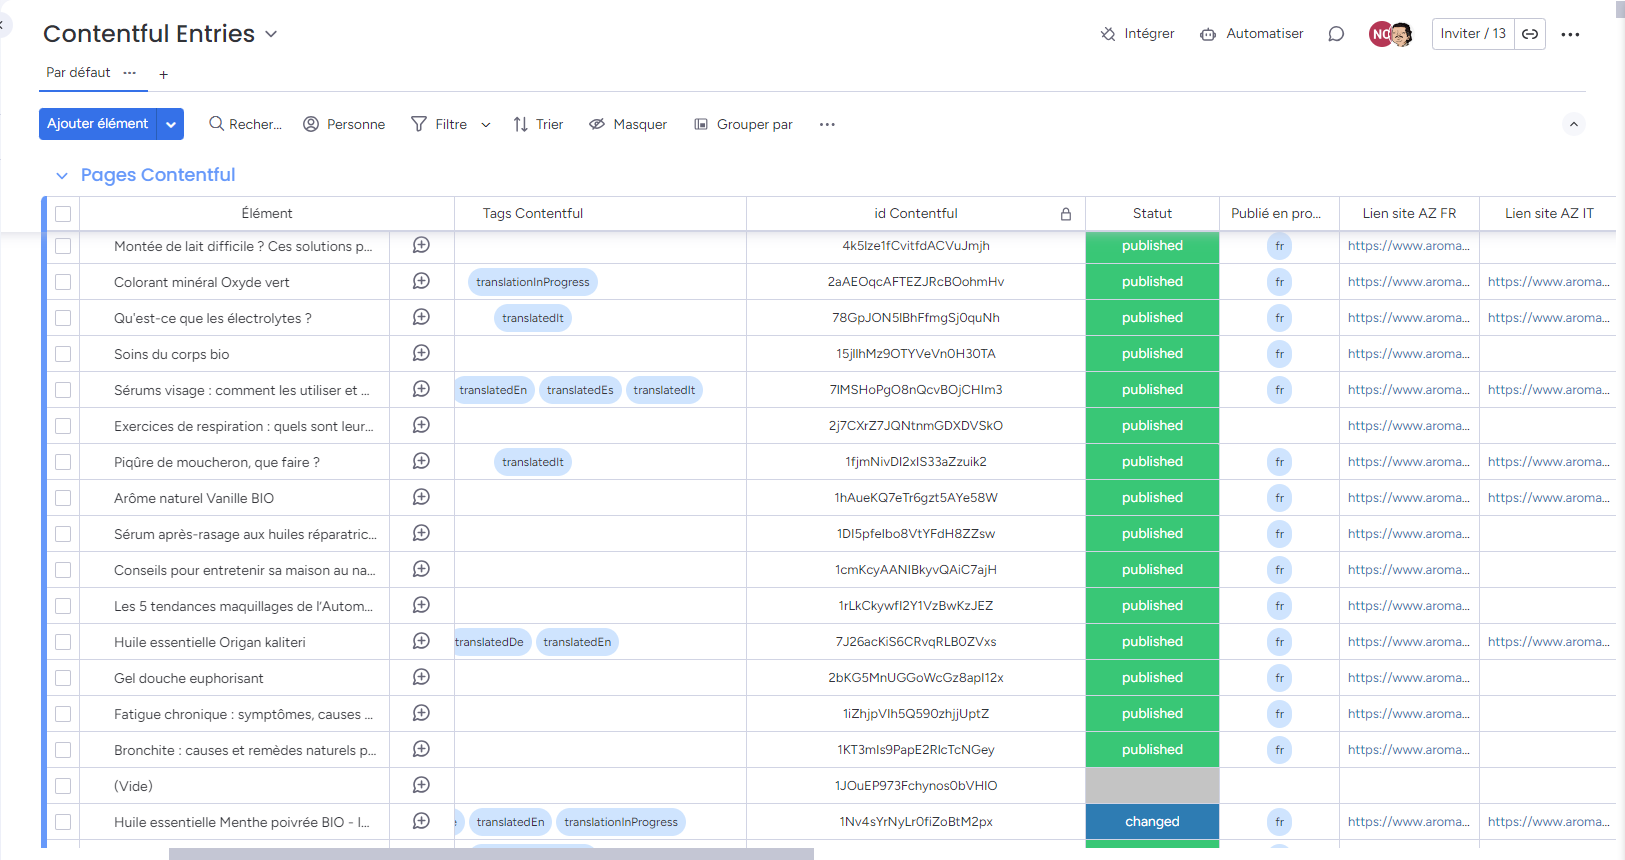 Contentful Entries
Intégrer
Automatiser
NC
Inviter / 13
Par défaut
Ajouter élément
Recher...
Personne
Filtre
Trier
Masquer
Grouper par
Pages Contentful
Élément Tags Contentful id Contentful Statut Publié en pro... Lien site AZ FR Lien site AZ IT
Montée de lait difficile ? Ces solutions p... 4k5Ize1fCvitfdACVuJmjh published fr https://www.aroma...
Colorant minéral Oxyde vert translationInProgress 2aAEOqcAFTEZJRcBOohmHv published fr https://www.aroma... https://www.aroma...
Qu'est-ce que les électrolytes ? translatedIt 78GpJON5IBhFfmgSj0quNh published fr https://www.aroma... https://www.aroma...
Soins du corps bio 15jIlhMz9OTYVeVn0H30TA published fr https://www.aroma...
Sérums visage : comment les utiliser et ... translatedEn translatedEs translatedIt 7IMSHoPgO8nQcvBOjCHIm3 published fr https://www.aroma... https://www.aroma...
Exercices de respiration : quels sont leur... 2j7CXrZ7JQNtnmGDXDVSkO published https://www.aroma...
Piqûre de moucheron, que faire ? translatedIt 1fjmNivDI2xIS33aZzuik2 published fr https://www.aroma... https://www.aroma...
Arôme naturel Vanille BIO 1hAueKQ7eTr6gzt5AYe58W published fr https://www.aroma... https://www.aroma...
Sérum après-rasage aux huiles réparatric... 1DI5pfeIbo8VtYFdH8ZZsw published fr https://www.aroma...
Conseils pour entretenir sa maison au na... 1cmKcyAANIBkyvQAiC7ajH published fr https://www.aroma...
Les 5 tendances maquillages de l’Autom... 1rLkCkywfI2Y1VzBwKzJEZ published fr https://www.aroma...
Huile essentielle Origan kaliteri translatedDe translatedEn 7J26acKiS6CRvqRLB0ZVxs published fr https://www.aroma... https://www.aroma...
Gel douche euphorisant 2bKG5MnUGGoWcGz8apI12x published fr https://www.aroma...
Fatigue chronique : symptômes, causes ... 1iZhjpVIh5Q590zhjjUptZ published fr https://www.aroma...
Bronchite : causes et remèdes naturels p... 1KT3mIs9PapE2RIcTcNGey published fr https://www.aroma...
(Vide) 1JOuEP973Fchynos0bVHIO
Huile essentielle Menthe poivrée BIO - l... translatedEn translationInProgress 1Nv4sYrNyLr0fiZoBtM2px changed fr https://www.aroma... https://www.aroma...